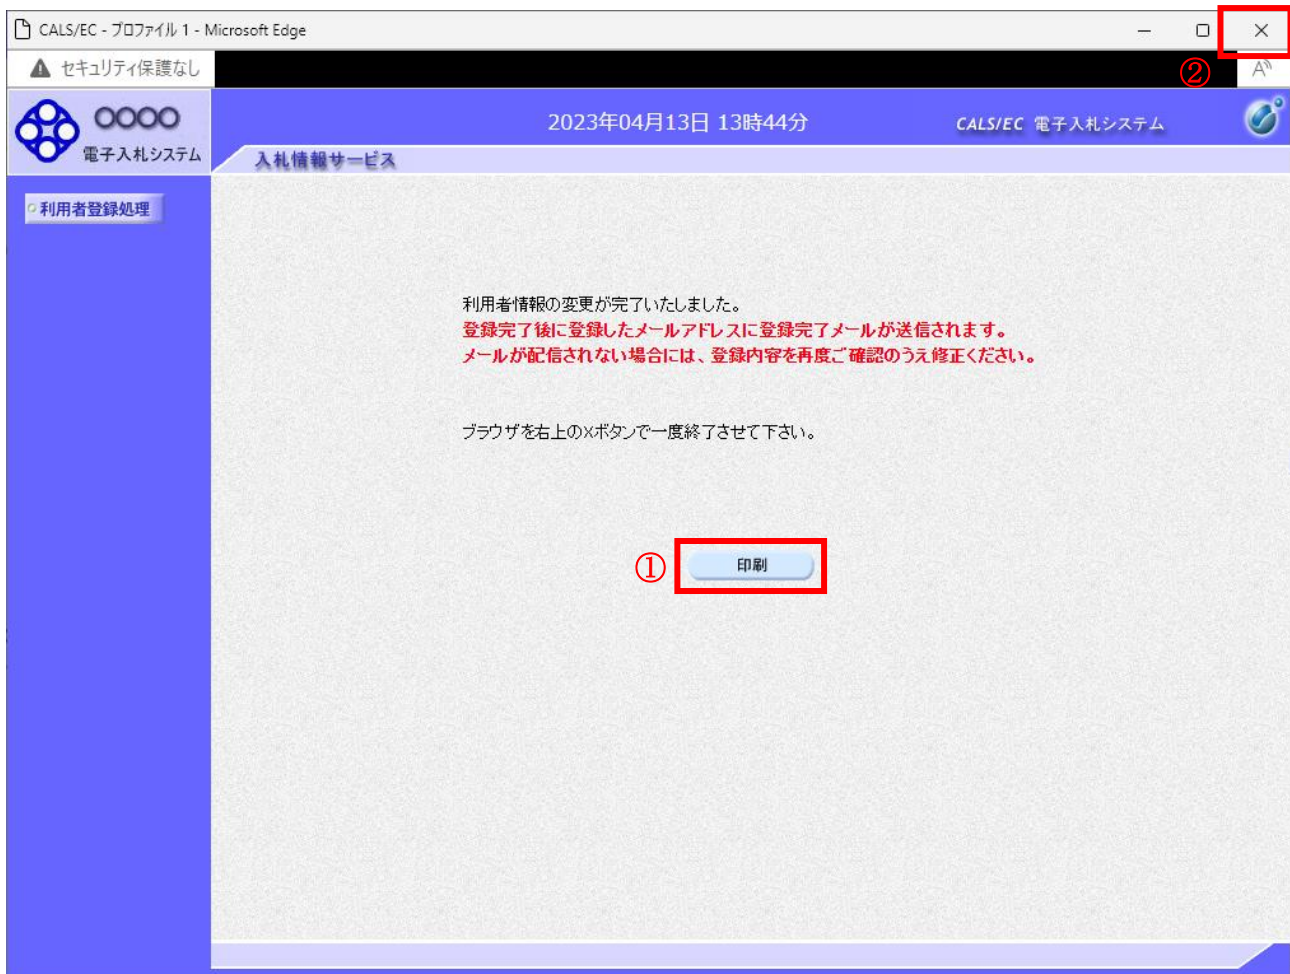 CALS/EC - プロファイル 1 - Microsoft Edge
セキュリティ保護なし
②
A
〇〇〇〇
電子入札システム
2023年04月13日 13時44分
CALS/EC 電子入札システム
入札情報サービス
利用者登録処理
利用者情報の変更が完了いたしました。
登録完了後に登録したメールアドレスに登録完了メールが送信されます。
メールが配信されない場合には、登録内容を再度ご確認のうえ修正ください。
ブラウザを右上の×ボタンで一度終了させて下さい。
①
印刷